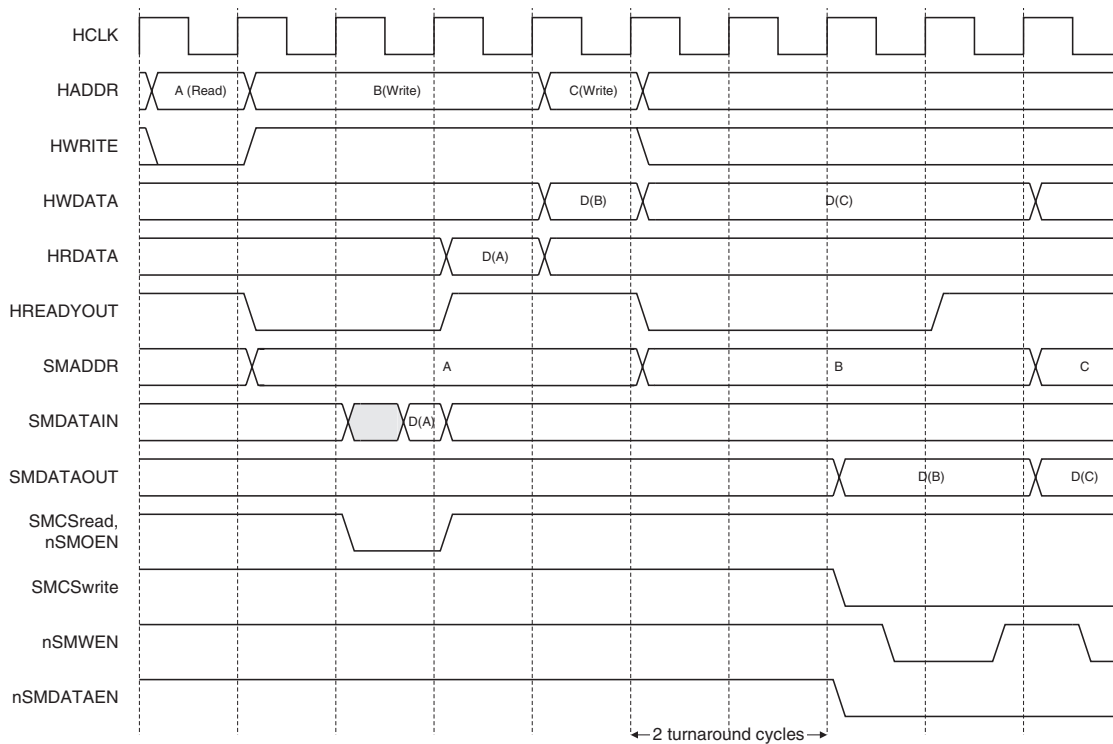 HCLK
HADDR
A (Read)
B(Write)
C(Write)
HWRITE
HWDATA
D(B)
D(C)
HRDATA
D(A)
HREADYOUT
SMADDR
A
B
C
SMDATAIN
D(A)
SMDATAOUT
D(B)
D(C)
SMCSread,
nSMOEN
SMCSwrite
nSMWEN
nSMDATAEN
2 turnaround cycles